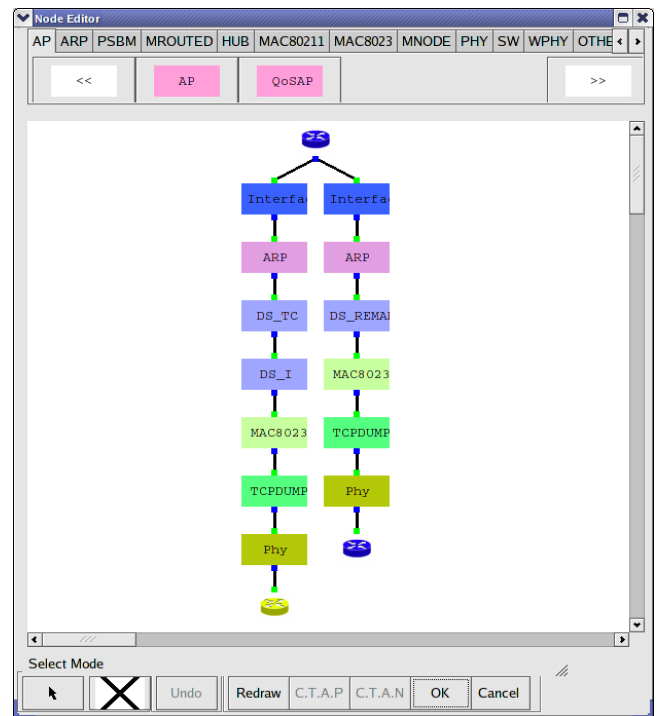 Node Editor
AP ARP PSBM MROUTED HUB MAC80211 MAC8023 MNODE PHY SW WPHY OTHE
<< AP QoSAP >>
Interfa Interfa
ARP ARP
DS_TC DS_REMA
DS_I MAC8023
MAC8023 TCPDUMP
TCPDUMP Phy
Phy
Select Mode
Undo Redraw C.T.A.P C.T.A.N OK Cancel